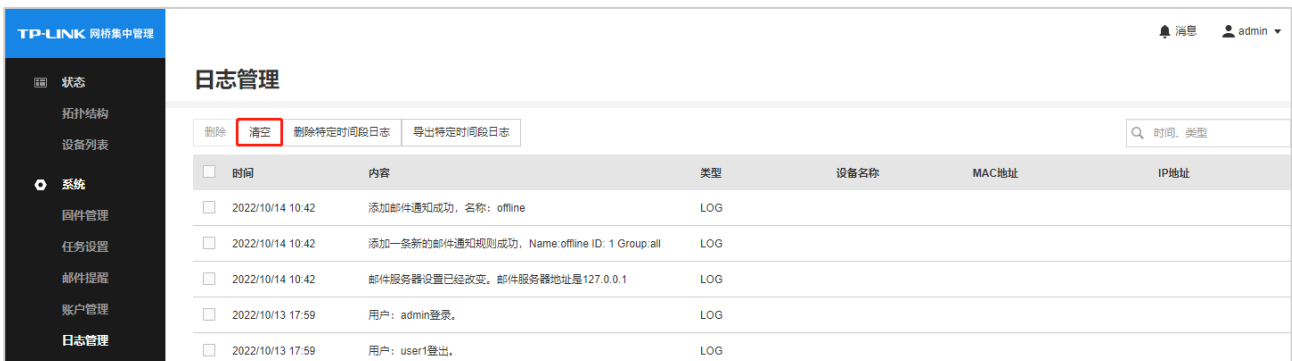 TP-LINK 网桥集中管理
消息
admin
状态
拓扑结构
设备列表
系统
固件管理
任务设置
邮件提醒
账户管理
日志管理
日志管理
删除 清空 删除特定时间段日志 导出特定时间段日志 时间、类型
时间 内容 类型 设备名称 MAC地址 IP地址
2022/10/14 10:42 添加邮件通知成功，名称：offline LOG
2022/10/14 10:42 添加一条新的邮件通知规则成功，Name:offline ID: 1 Group:all LOG
2022/10/14 10:42 邮件服务器设置已经改变。邮件服务器地址是127.0.0.1 LOG
2022/10/13 17:59 用户：admin登录。 LOG
2022/10/13 17:59 用户：user1登出。 LOG